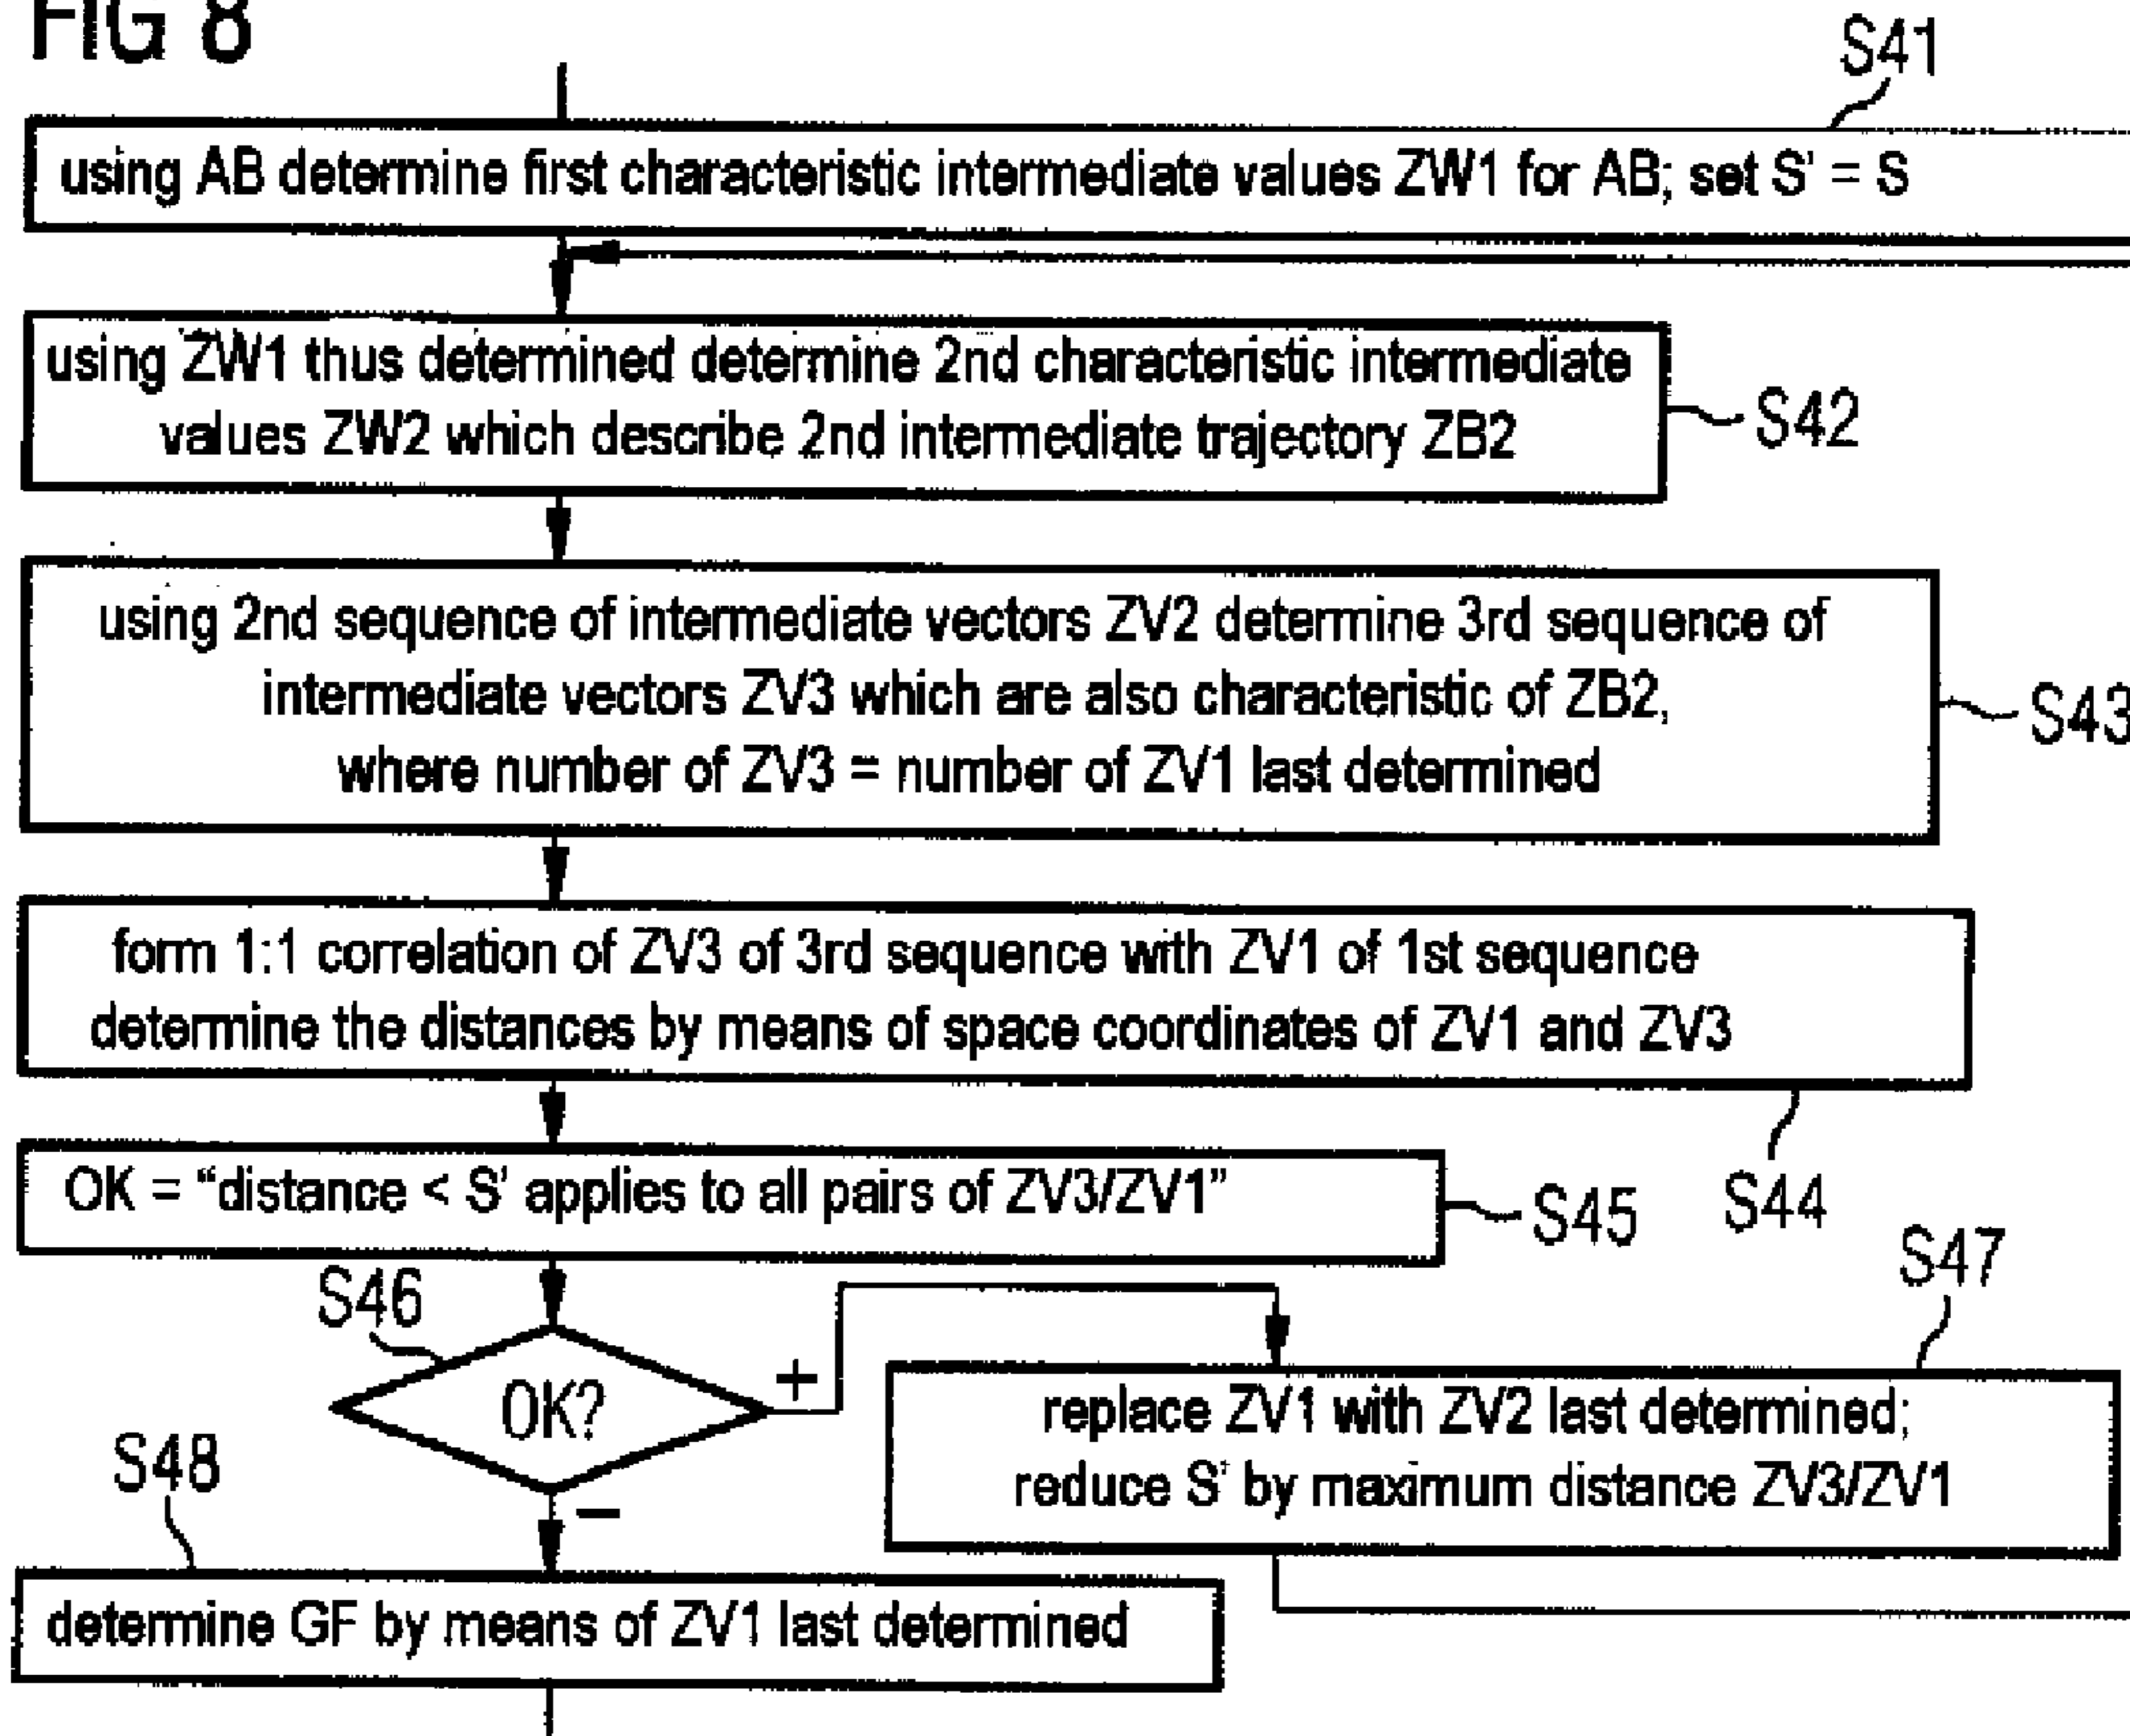 FIG 8
S41
using AB determine first characteristic intermediate values ZW1 for AB; set S' = S
using ZW1 thus determined determine 2nd characteristic intermediate
values ZW2 which describe 2nd intermediate trajectory ZB2
S42
using 2nd sequence of intermediate vectors ZV2 determine 3rd sequence of
intermediate vectors ZV3 which are also characteristic of ZB2,
where number of ZV3 = number of ZV1 last determined
S43
form 1:1 correlation of ZV3 of 3rd sequence with ZV1 of 1st sequence
determine the distances by means of space coordinates of ZV1 and ZV3
S44
OK = “distance < S' applies to all pairs of ZV3/ZV1”
S45
S46
OK?
+
−
S47
replace ZV1 with ZV2 last determined;
reduce S' by maximum distance ZV3/ZV1
S48
determine GF by means of ZV1 last determined